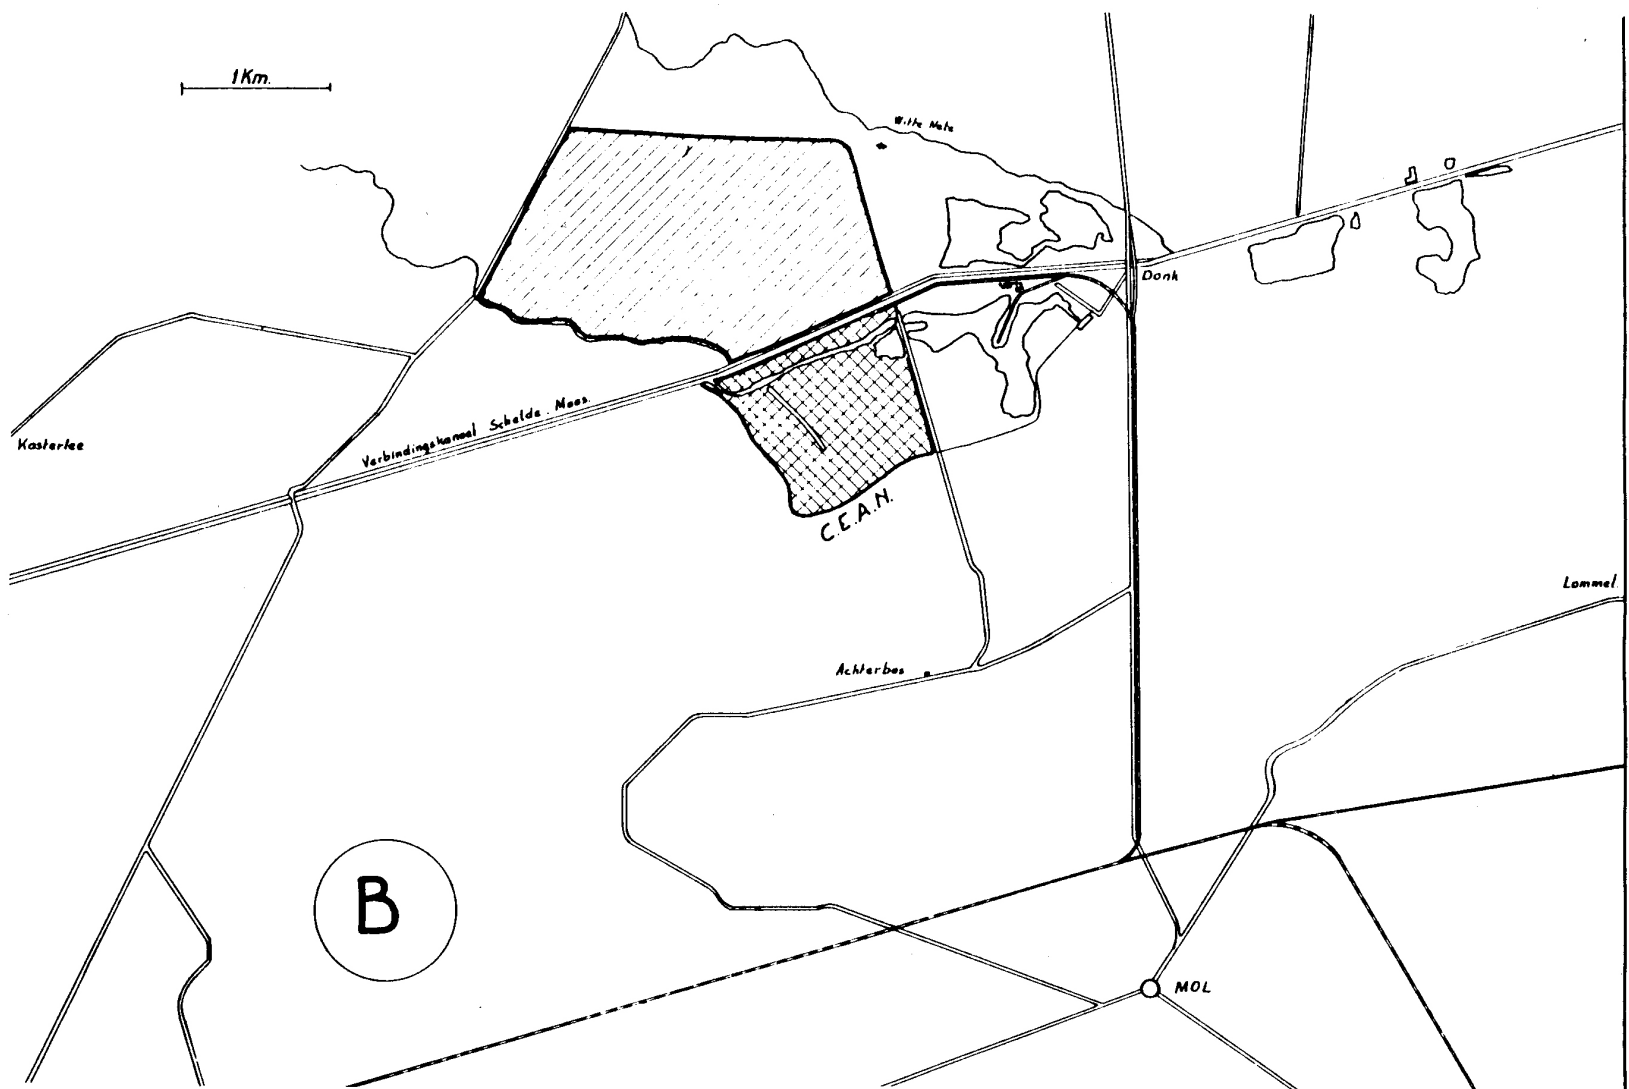 1Km.
Witte Nete
Donk
Kasterlee
Verbindingskanaal Schelde . Maas.
C.E.A.N.
Lommel.
Achterbos
B
MOL